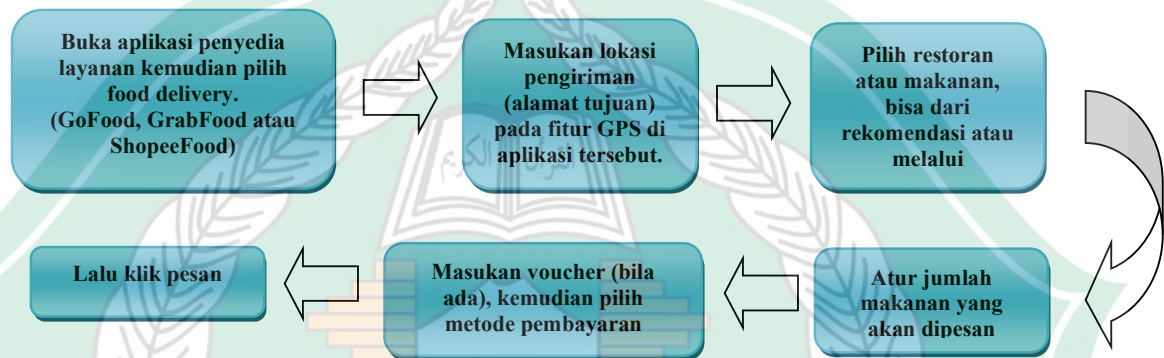 Buka aplikasi penyedia
layanan kemudian pilih
food delivery.
(GoFood, GrabFood atau
ShopeeFood)
Masukan lokasi
pengiriman
(alamat tujuan)
pada fitur GPS di
aplikasi tersebut.
Pilih restoran
atau makanan,
bisa dari
rekomendasi atau
melalui
Atur jumlah
makanan yang
akan dipesan
Masukan voucher (bila
ada), kemudian pilih
metode pembayaran
Lalu klik pesan
القرآن الكريم